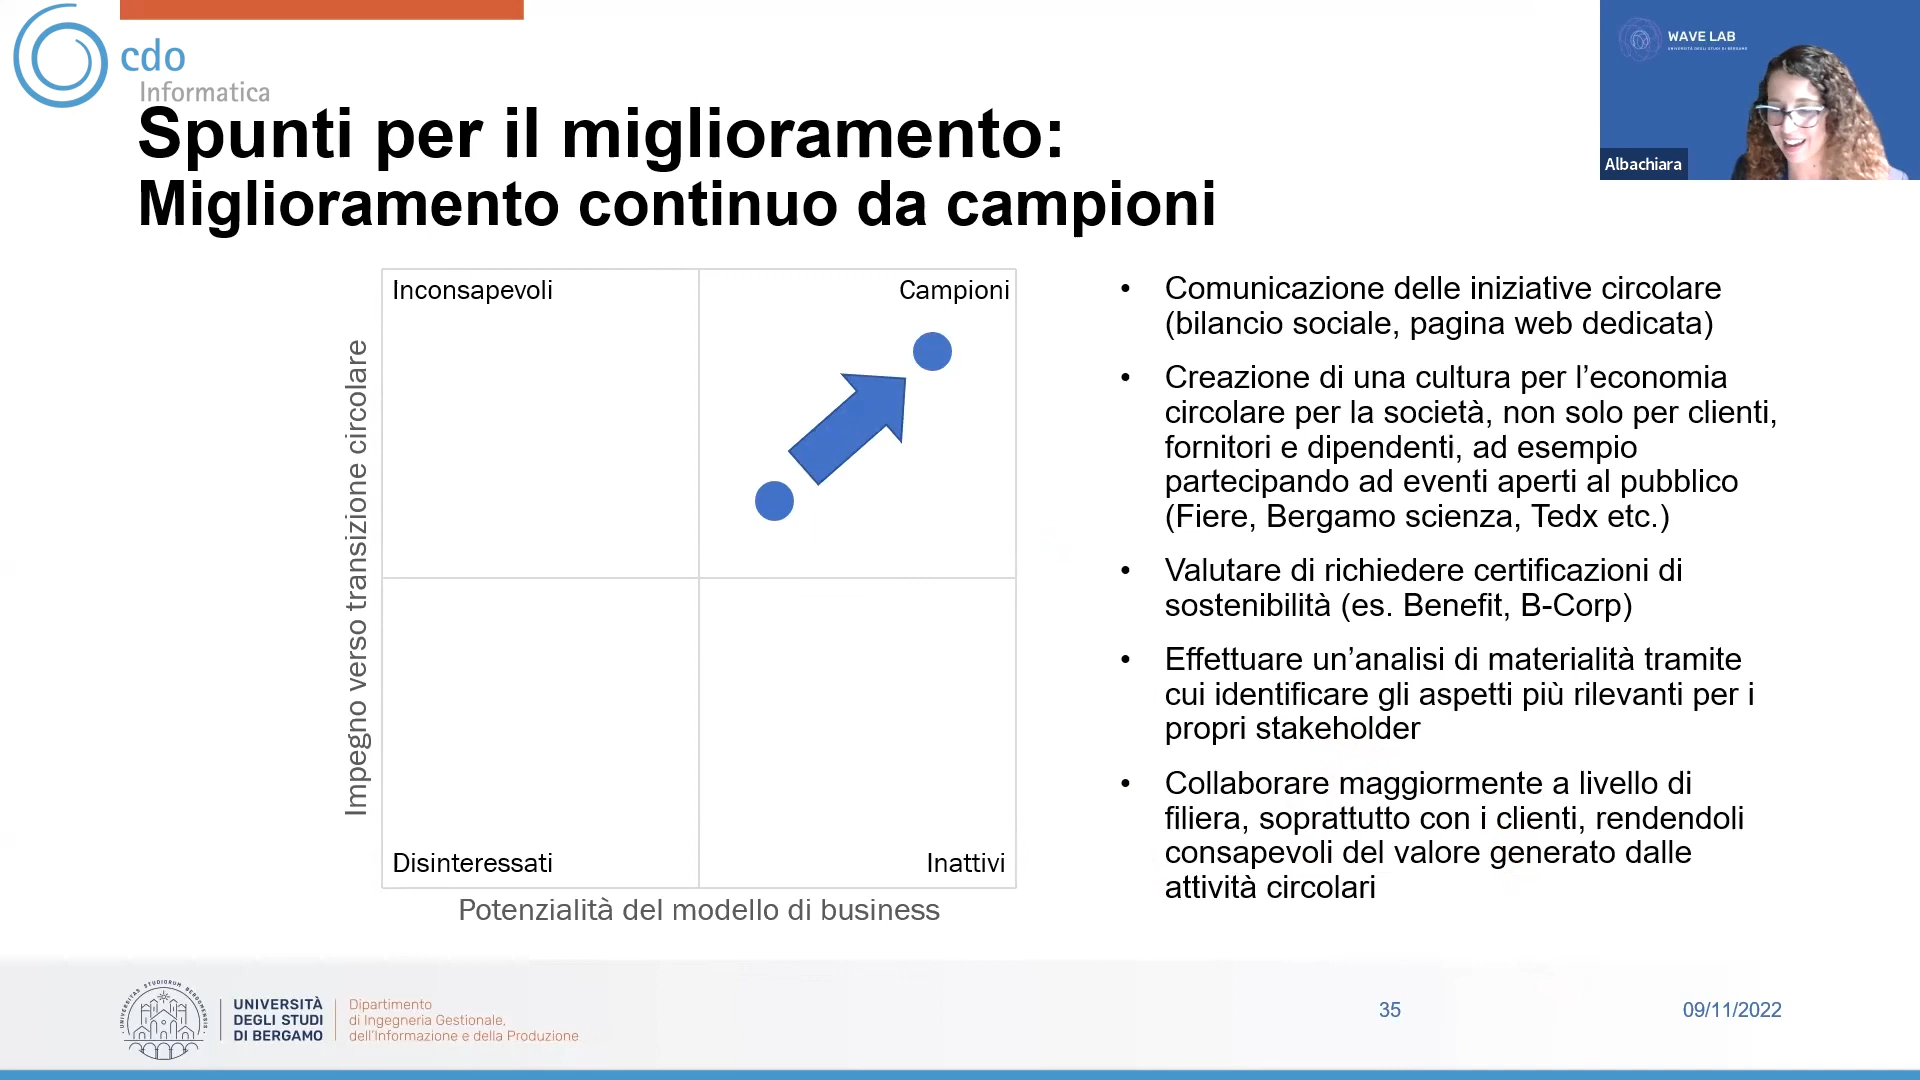 cdo
Informatica
WAVE LAB
UNIVERSITÀ DEGLI STUDI DI BERGAMO
Albachiara
Spunti per il miglioramento:
Miglioramento continuo da campioni
Inconsapevoli
Campioni
Impegno verso transizione circolare
Disinteressati
Inattivi
Potenzialità del modello di business
• Comunicazione delle iniziative circolare
(bilancio sociale, pagina web dedicata)
• Creazione di una cultura per l’economia
circolare per la società, non solo per clienti,
fornitori e dipendenti, ad esempio
partecipando ad eventi aperti al pubblico
(Fiere, Bergamo scienza, Tedx etc.)
• Valutare di richiedere certificazioni di
sostenibilità (es. Benefit, B-Corp)
• Effettuare un’analisi di materialità tramite
cui identificare gli aspetti più rilevanti per i
propri stakeholder
• Collaborare maggiormente a livello di
filiera, soprattutto con i clienti, rendendoli
consapevoli del valore generato dalle
attività circolari
UNIVERSITÀ
DEGLI STUDI
DI BERGAMO
Dipartimento
di Ingegneria Gestionale,
dell’Informazione e della Produzione
35
09/11/2022